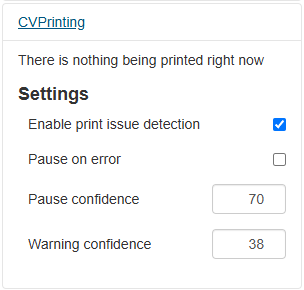 CVPrinting
There is nothing being printed right now
Settings
Enable print issue detection
Pause on error
Pause confidence 70
Warning confidence 38